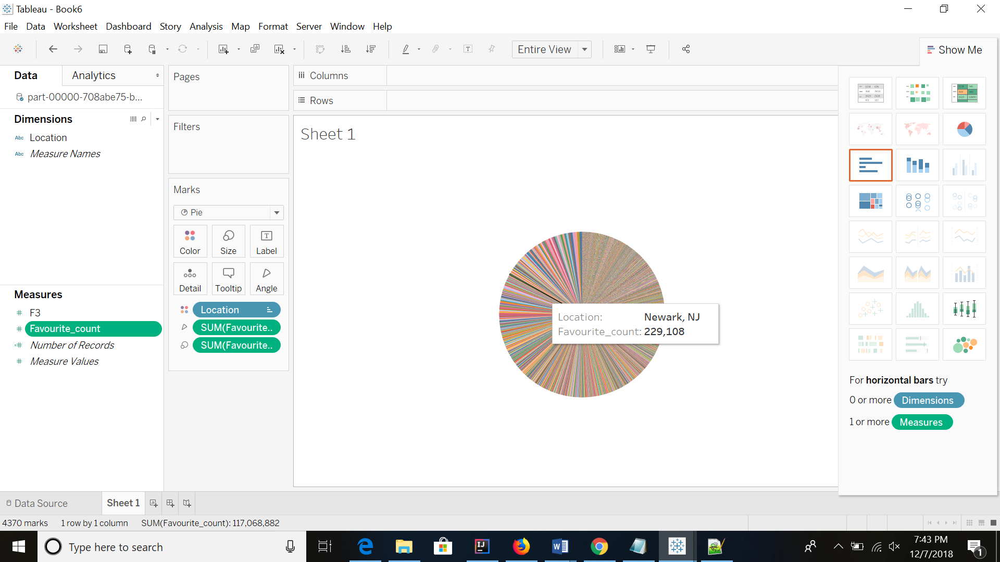 Tableau - Book6
File Data Worksheet Dashboard Story Analysis Map Format Server Window Help
Entire View
Show Me
Data Analytics
part-00000-708abe75-b...
Dimensions
Abc Location
Abc Measure Names
Measures
# F3
# Favourite_count
=# Number of Records
# Measure Values
Pages
Filters
Marks
Pie
Color Size Label
Detail Tooltip Angle
Location
SUM(Favourite..
SUM(Favourite..
Columns
Rows
Sheet 1
Location: Newark, NJ
Favourite_count: 229,108
For horizontal bars try
0 or more Dimensions
1 or more Measures
Data Source Sheet 1
4370 marks 1 row by 1 column SUM(Favourite_count): 117,068,882
Type here to search
7:43 PM
12/7/2018
1